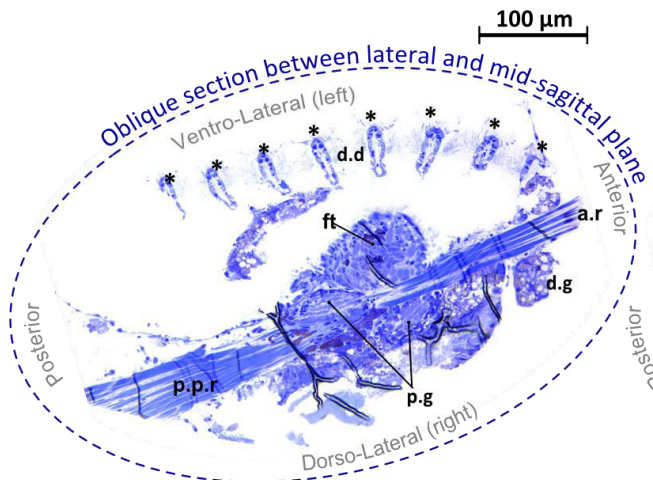 100 µm
Oblique section between lateral and mid-sagittal plane
Ventro-Lateral (left)
* * * * * * * *
d.d
Anterior
a.r
ft
d.g
Posterior
p.p.r
p.g
Dorso-Lateral (right)